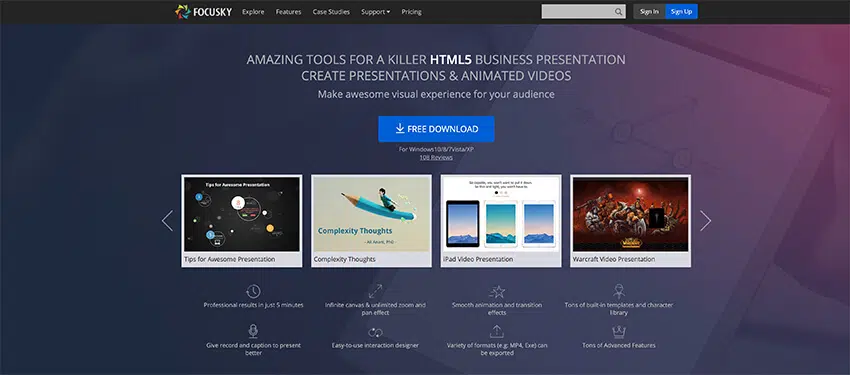 FOCUSKY
Explore
Features
Case Studies
Support
Pricing
Sign In
Sign Up
AMAZING TOOLS FOR A KILLER HTML5 BUSINESS PRESENTATION
CREATE PRESENTATIONS & ANIMATED VIDEOS
Make awesome visual experience for your audience
FREE DOWNLOAD
For Windows10/8/7Vista/XP
108 Reviews
Tips for Awesome Presentation
Complexity Thoughts
- Ali Anani, PhD -
Tips for Awesome Presentation
Complexity Thoughts
iPad Video Presentation
Warcraft Video Presentation
Professional results in just 5 minutes
Infinite canvas & unlimited zoom and
pan effect
Smooth animation and transition
effects
Tons of built-in templates and character
library
Give record and caption to present
better
Easy-to-use interaction designer
Variety of formats (e.g: MP4, Exe) can
be exported
Tons of Advanced Features